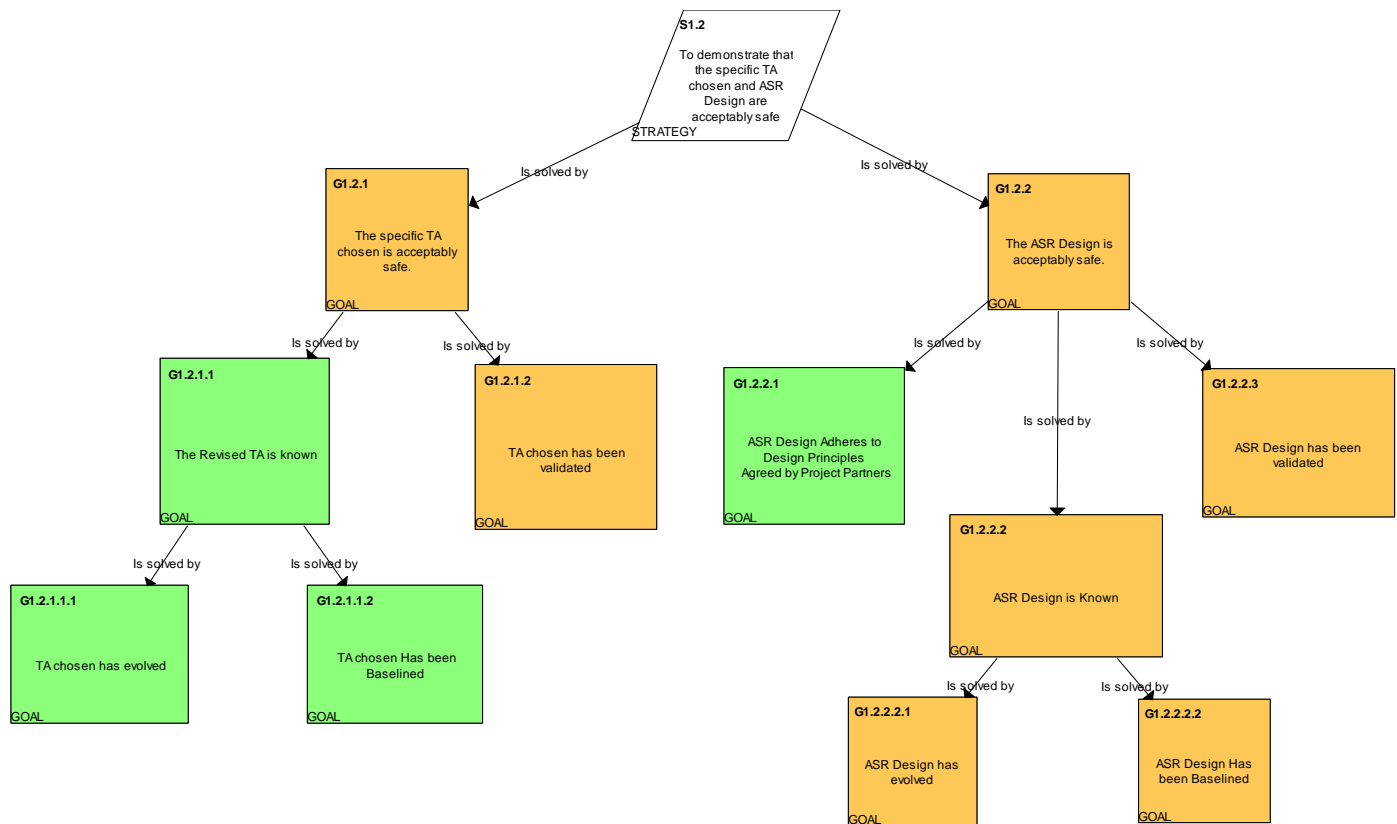 S1.2
To demonstrate that
the specific TA
chosen and ASR
Design are
acceptably safe
STRATEGY
Is solved by
Is solved by
G1.2.1
The specific TA
chosen is acceptably
safe.
GOAL
G1.2.2
The ASR Design is
acceptably safe.
GOAL
Is solved by
Is solved by
Is solved by
Is solved by
Is solved by
G1.2.1.1
The Revised TA is known
GOAL
G1.2.1.2
TA chosen has been
validated
GOAL
G1.2.2.1
ASR Design Adheres to
Design Principles
Agreed by Project Partners
GOAL
G1.2.2.3
ASR Design has been
validated
GOAL
G1.2.2.2
ASR Design is Known
GOAL
Is solved by
Is solved by
G1.2.1.1.1
TA chosen has evolved
GOAL
G1.2.1.1.2
TA chosen Has been
Baselined
GOAL
Is solved by
Is solved by
G1.2.2.2.1
ASR Design has
evolved
GOAL
G1.2.2.2.2
ASR Design Has
been Baselined
GOAL